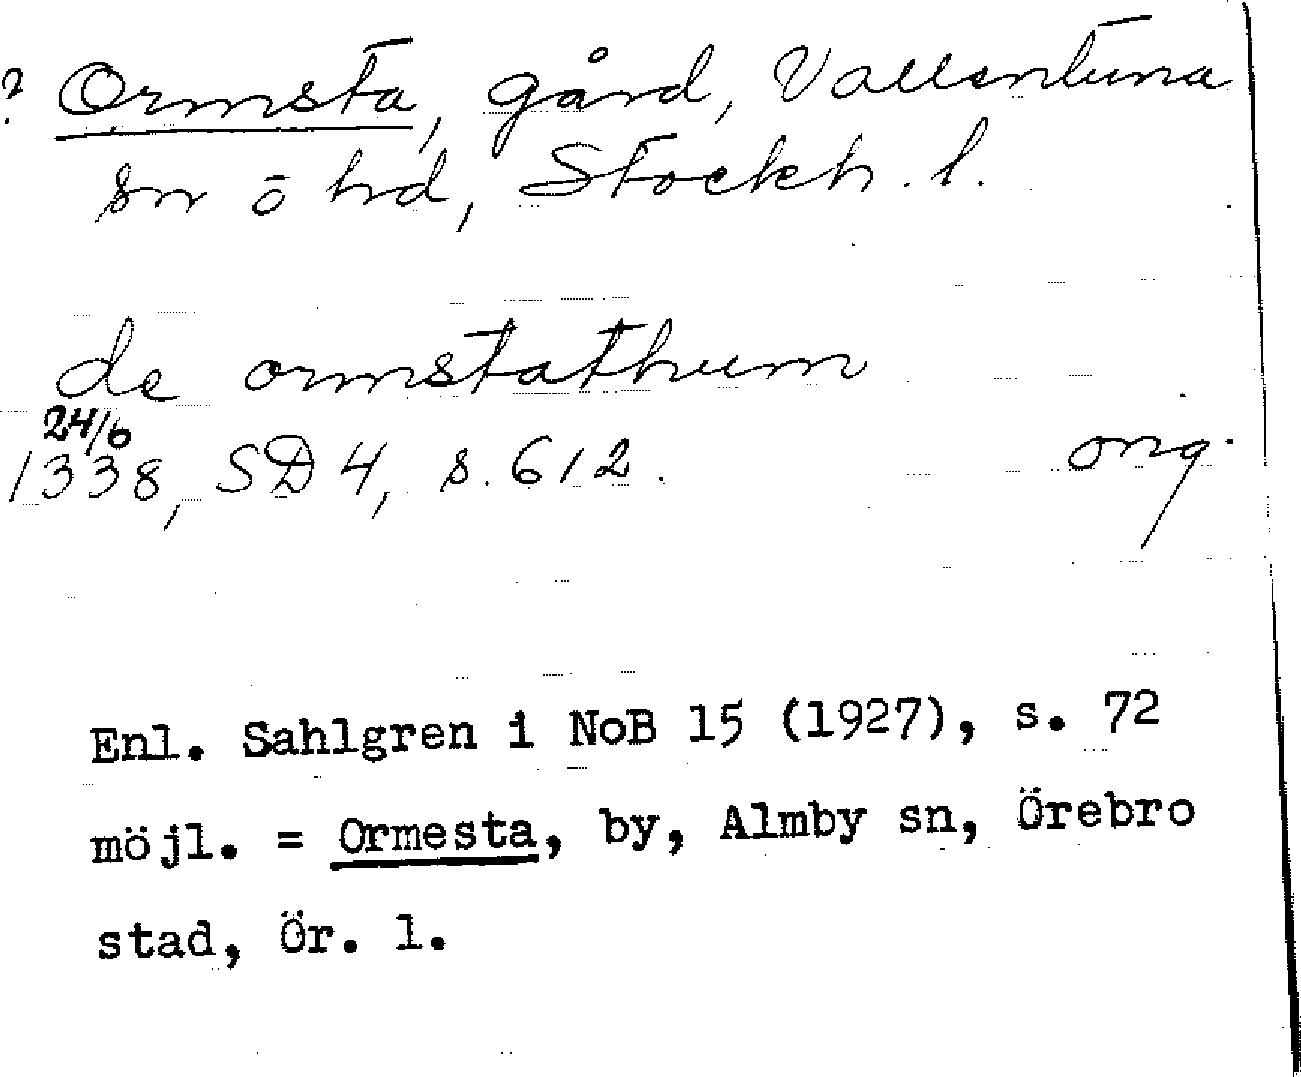 ? Ormsta, gård, Vallentuna
sn o hd, Stockh. l.
de ormstathum
24/6
1338, SD 4, s. 612. orig.
Enl. Sahlgren i NoB 15 (1927), s. 72
möjl. = Ormesta, by, Almby sn, Örebro
stad, Ör. l.